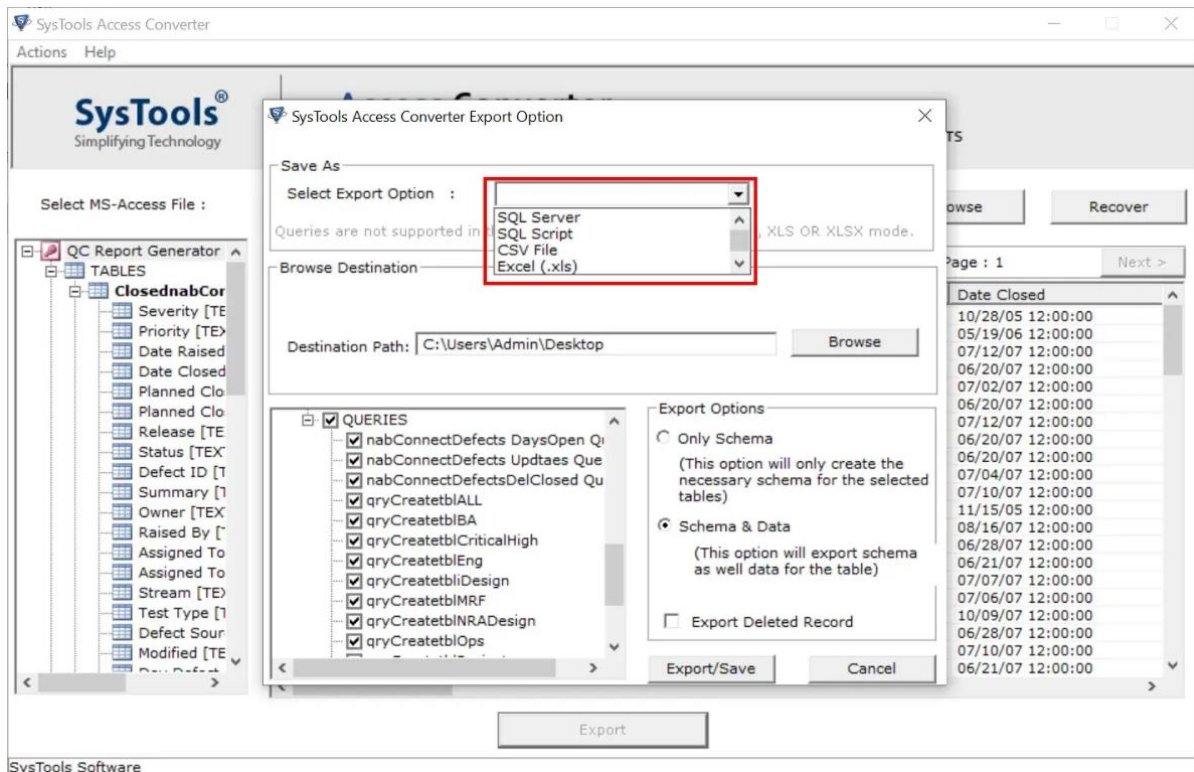 SysTools Access Converter
Actions Help
SysTools®
Simplifying Technology
TS
Select MS-Access File :
owse
Recover
QC Report Generator
TABLES
ClosednabCor
Severity [TE
Priority [TEX
Date Raised
Date Closed
Planned Clo
Planned Clo
Release [TE
Status [TEX
Defect ID [T
Summary [T
Owner [TEX
Raised By [
Assigned To
Assigned To
Stream [TEX
Test Type [T
Defect Sour
Modified [TE
SysTools Access Converter Export Option
Save As
Select Export Option :
SQL Server
SQL Script
CSV File
Excel (.xls)
Queries are not supported in , XLS OR XLSX mode.
Browse Destination
Destination Path: C:\Users\Admin\Desktop
Browse
QUERIES
nabConnectDefects DaysOpen Qu
nabConnectDefects Updtaes Que
nabConnectDefectsDelClosed Qu
qryCreatetblALL
qryCreatetblBA
qryCreatetblCriticalHigh
qryCreatetblEng
qryCreatetbliDesign
qryCreatetblMRF
qryCreatetblNRADesign
qryCreatetblOps
Export Options
Only Schema
(This option will only create the
necessary schema for the selected
tables)
Schema & Data
(This option will export schema
as well data for the table)
Export Deleted Record
Export/Save
Cancel
Page : 1
Next >
Date Closed
10/28/05 12:00:00
05/19/06 12:00:00
07/12/07 12:00:00
06/20/07 12:00:00
07/02/07 12:00:00
06/20/07 12:00:00
07/12/07 12:00:00
06/20/07 12:00:00
06/20/07 12:00:00
07/04/07 12:00:00
07/10/07 12:00:00
11/15/05 12:00:00
08/16/07 12:00:00
06/28/07 12:00:00
06/21/07 12:00:00
07/07/07 12:00:00
07/06/07 12:00:00
10/09/07 12:00:00
06/28/07 12:00:00
07/10/07 12:00:00
06/21/07 12:00:00
Export
SysTools Software